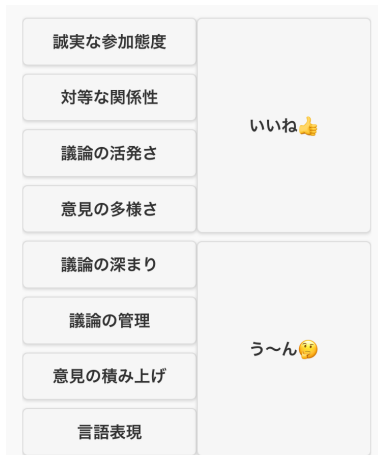 誠実な参加態度
対等な関係性
議論の活発さ
意見の多様さ
議論の深まり
議論の管理
意見の積み上げ
言語表現
いいね👍
う〜ん🤔